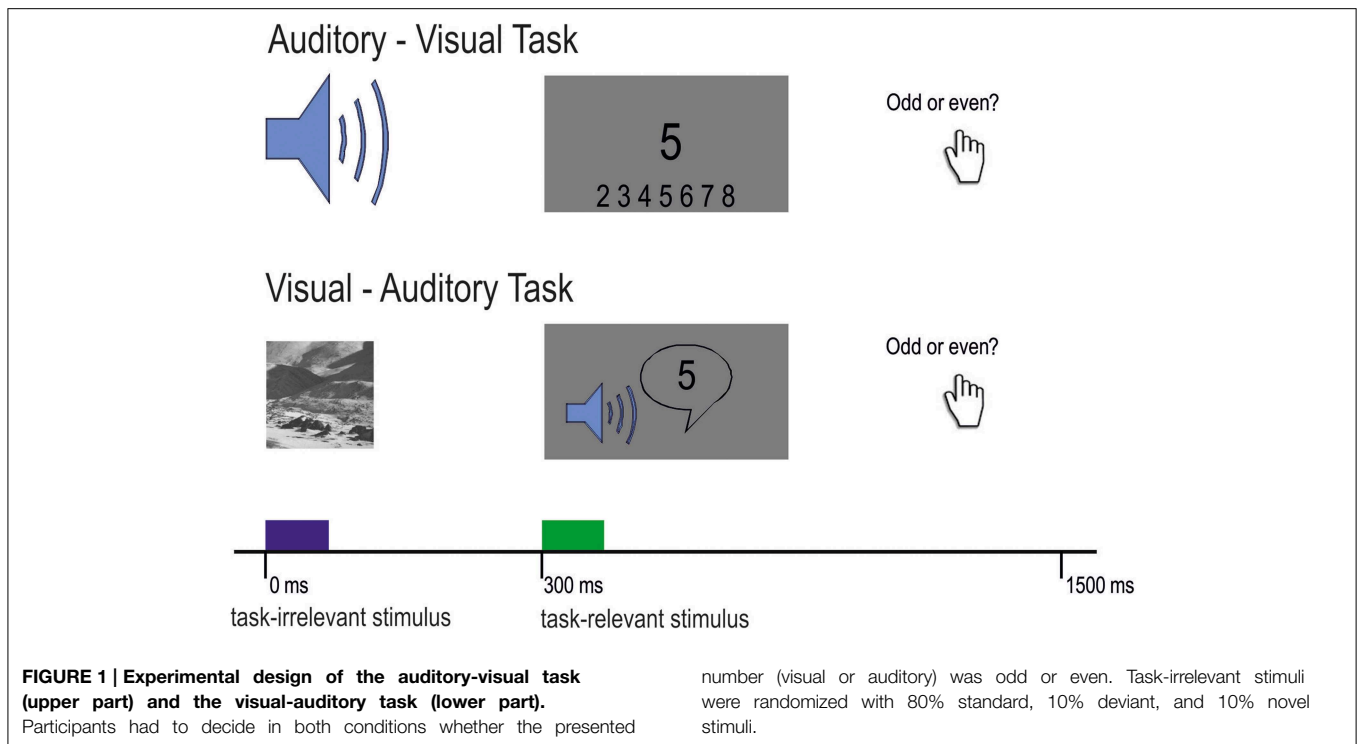 Auditory - Visual Task
5
2 3 4 5 6 7 8
Odd or even?
Visual - Auditory Task
5
Odd or even?
0 ms
300 ms
1500 ms
task-irrelevant stimulus
task-relevant stimulus
FIGURE 1 | Experimental design of the auditory-visual task
(upper part) and the visual-auditory task (lower part).
Participants had to decide in both conditions whether the presented
number (visual or auditory) was odd or even. Task-irrelevant stimuli
were randomized with 80% standard, 10% deviant, and 10% novel
stimuli.